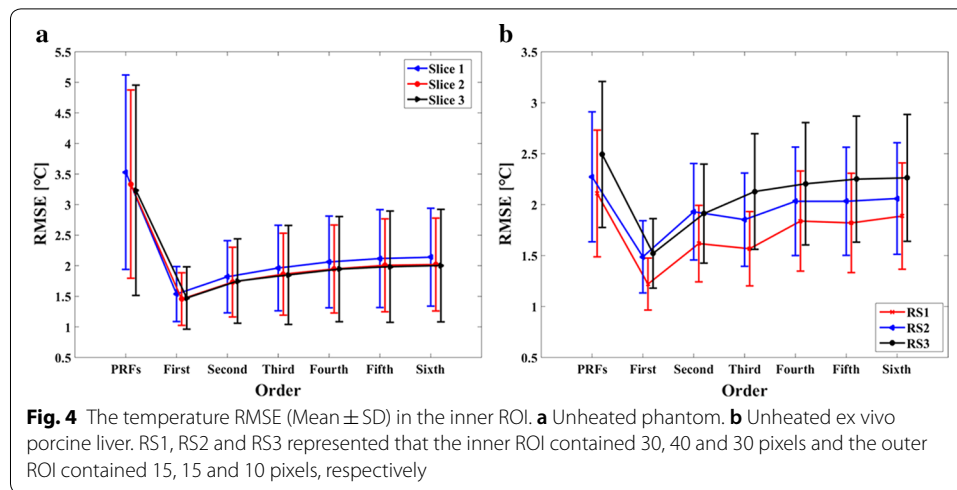 a
5.5
5
4.5
4
3.5
3
2.5
2
1.5
1
0.5
RMSE [°C]
Slice 1
Slice 2
Slice 3
PRFs First Second Third Fourth Fifth Sixth
Order
b
3.5
3
2.5
2
1.5
1
0.5
RMSE [°C]
RS1
RS2
RS3
PRFs First Second Third Fourth Fifth Sixth
Order
Fig. 4 The temperature RMSE (Mean ± SD) in the inner ROI. a Unheated phantom. b Unheated ex vivo
porcine liver. RS1, RS2 and RS3 represented that the inner ROI contained 30, 40 and 30 pixels and the outer
ROI contained 15, 15 and 10 pixels, respectively